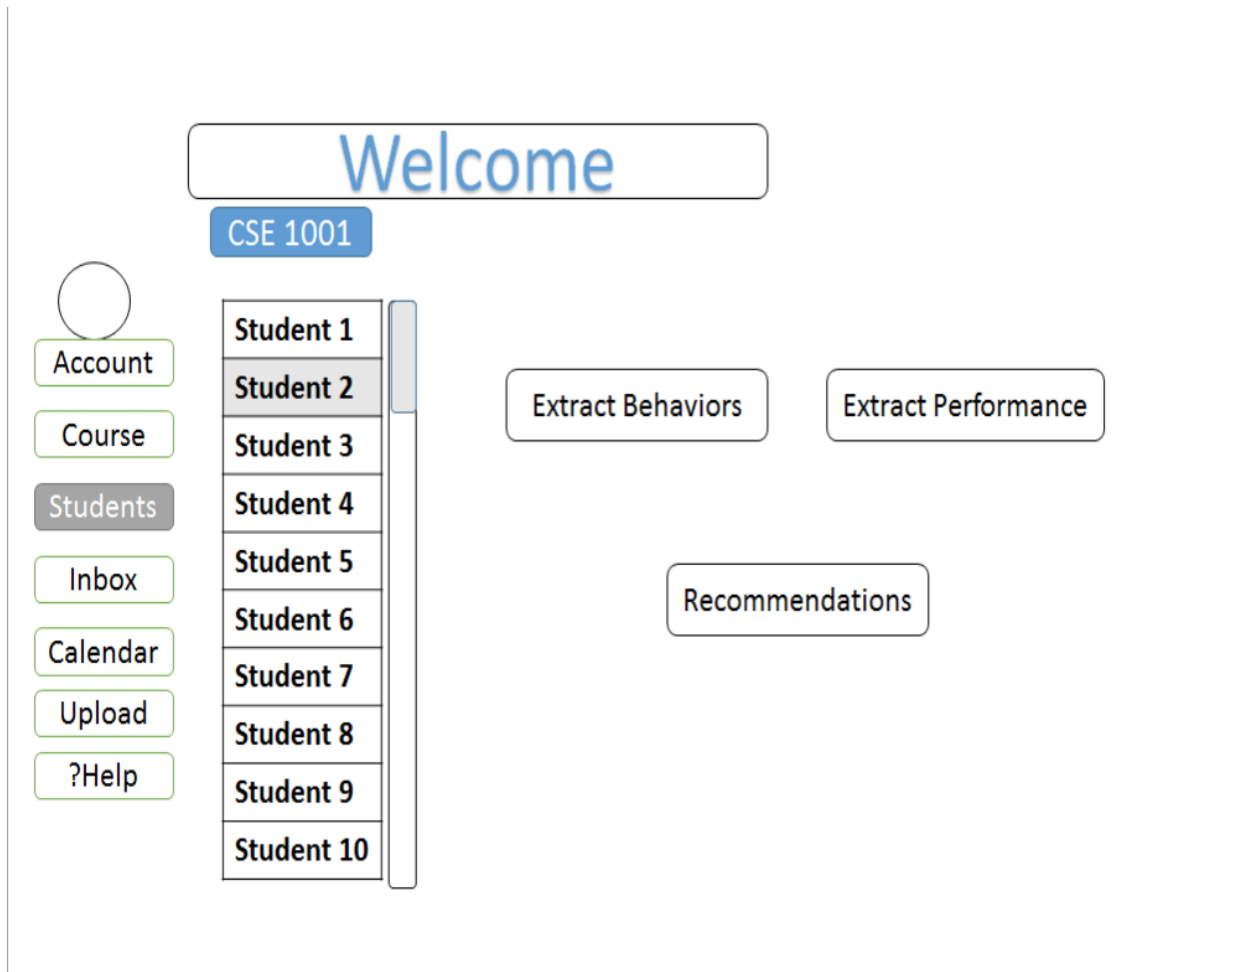 Welcome
CSE 1001
Account
Course
Students
Inbox
Calendar
Upload
?Help
Student 1
Student 2
Student 3
Student 4
Student 5
Student 6
Student 7
Student 8
Student 9
Student 10
Extract Behaviors
Extract Performance
Recommendations